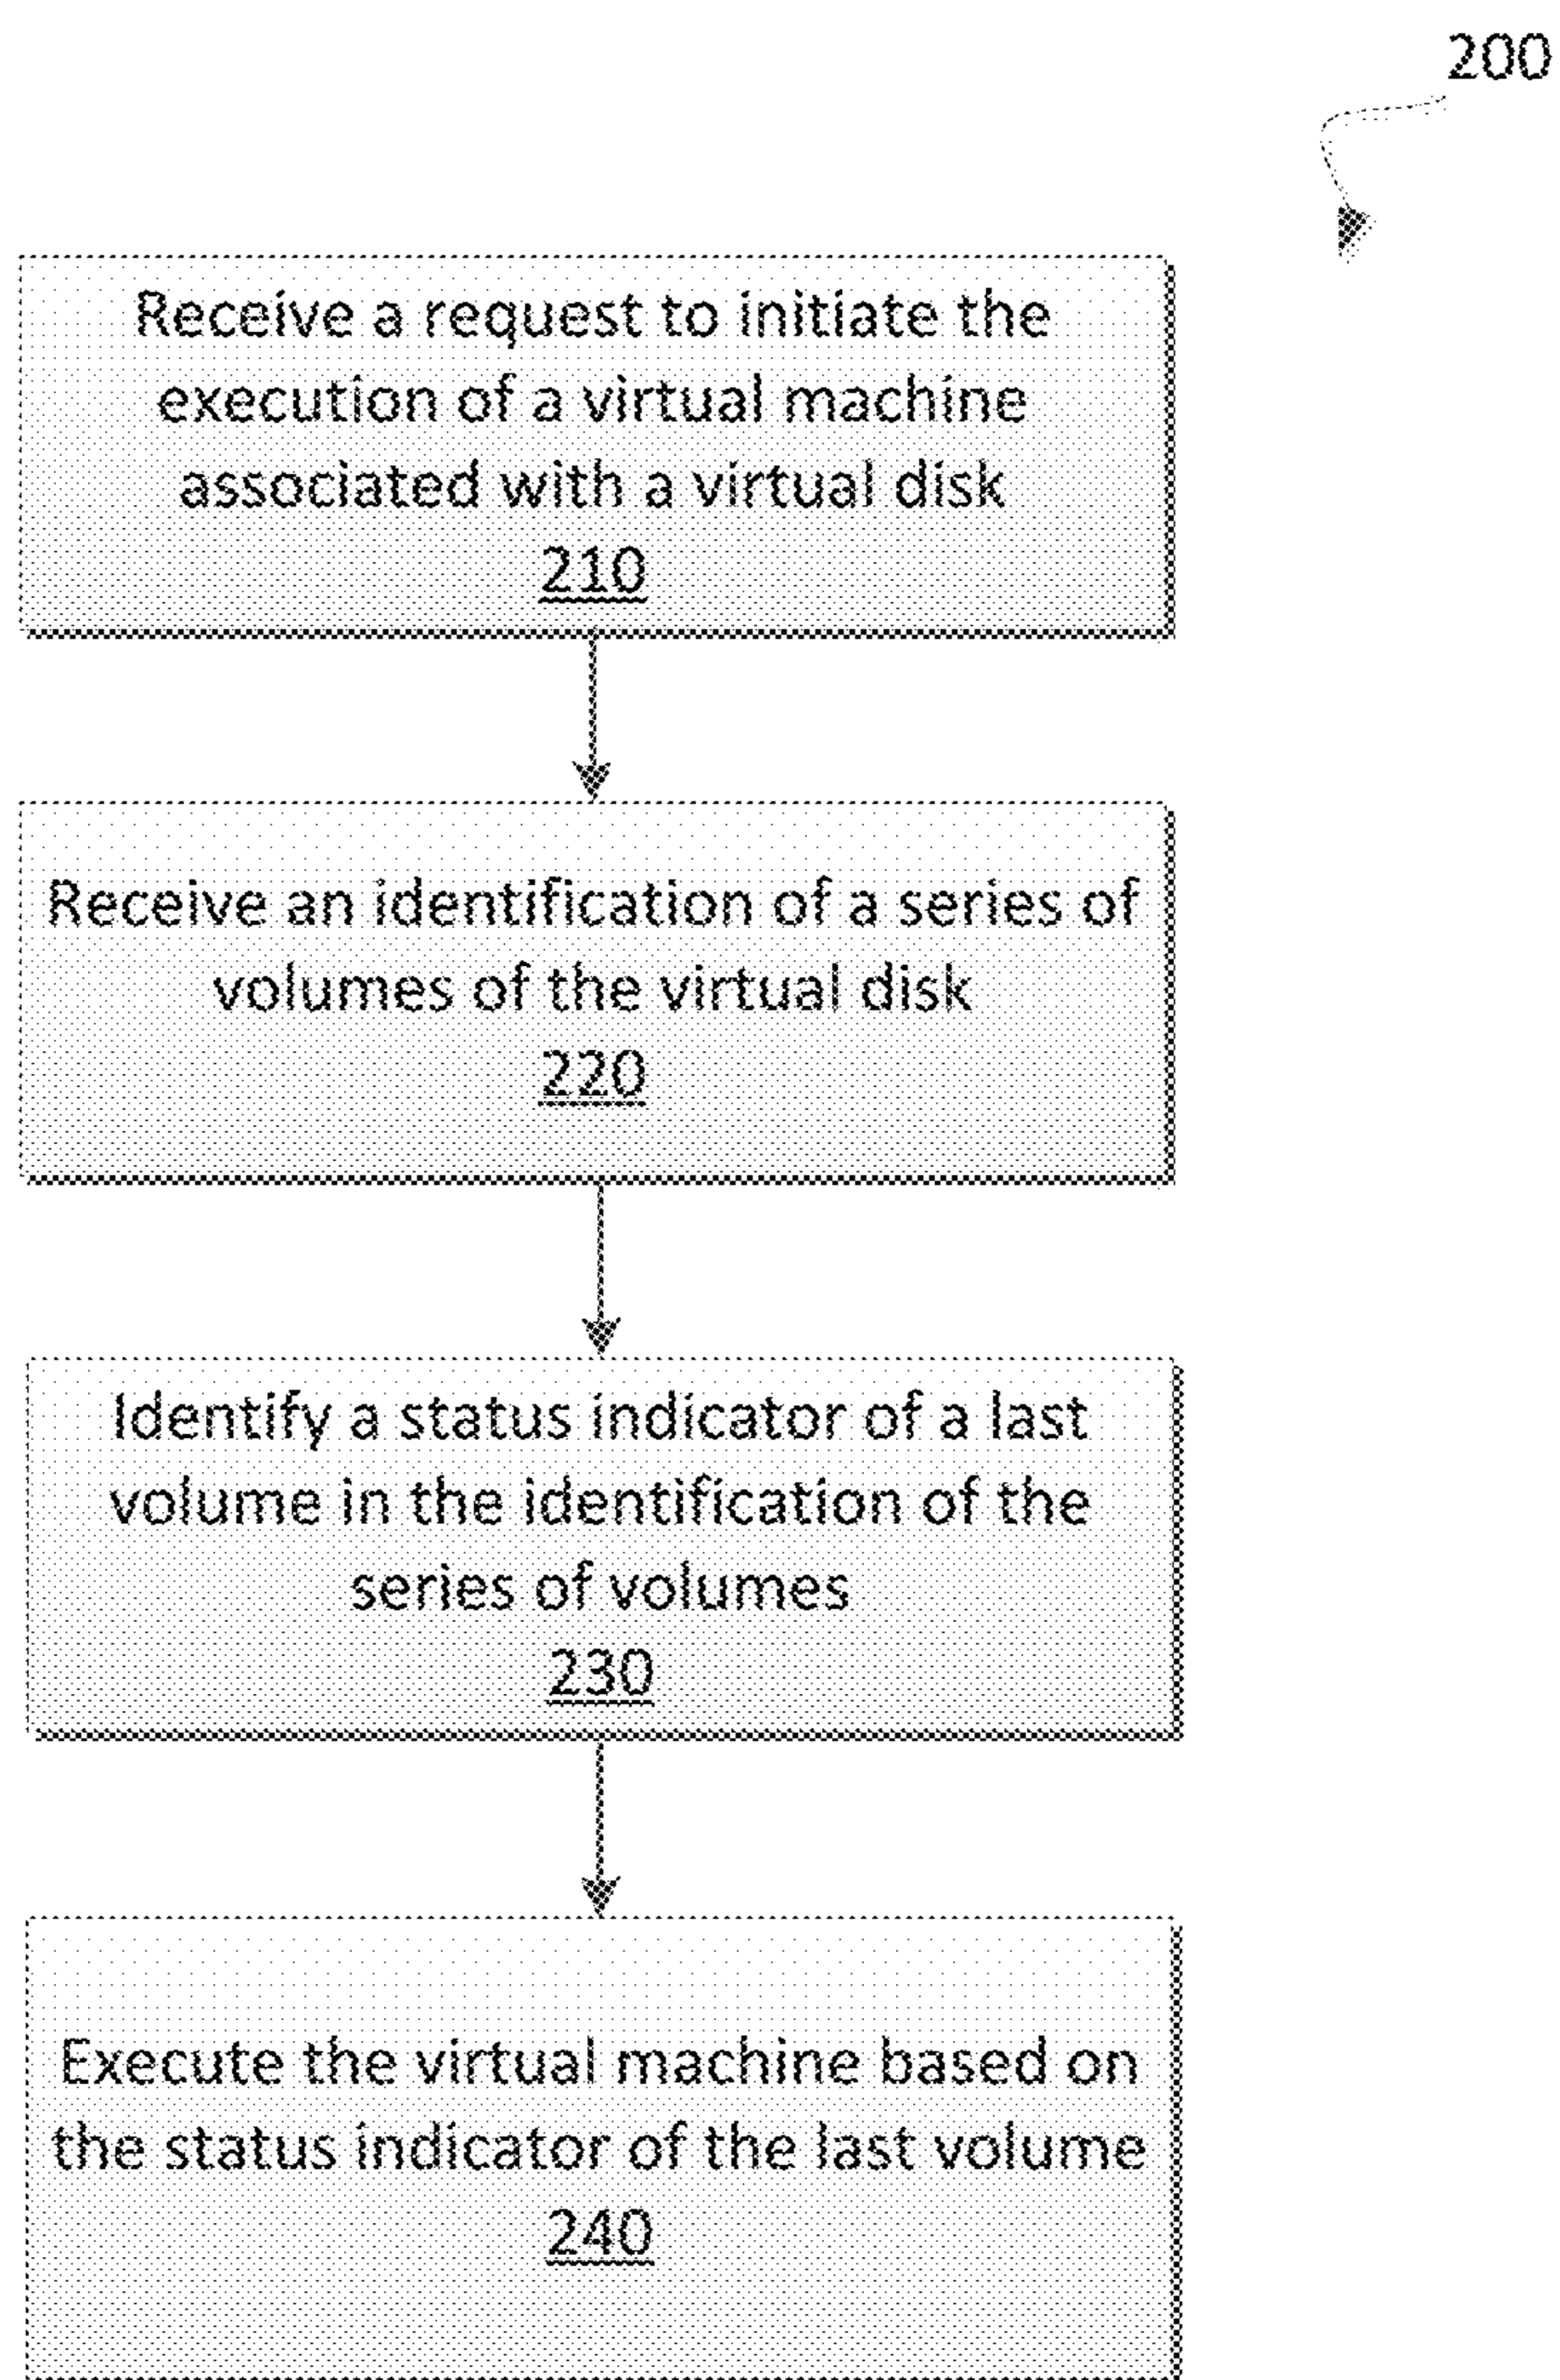 200
Receive a request to initiate the
execution of a virtual machine
associated with a virtual disk
210
Receive an identification of a series of
volumes of the virtual disk
220
Identify a status indicator of a last
volume in the identification of the
series of volumes
230
Execute the virtual machine based on
the status indicator of the last volume
240